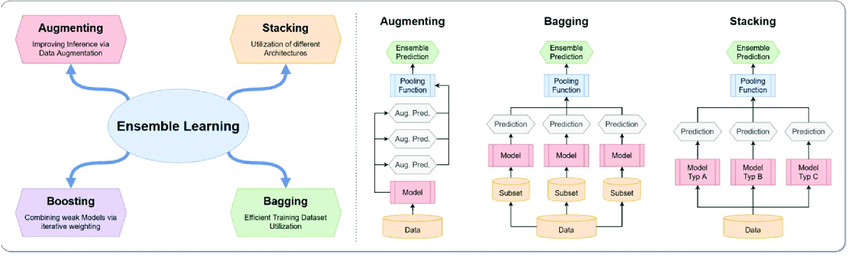 Augmenting
Improving Inference via
Data Augmentation
Stacking
Utilization of different
Architectures
Ensemble Learning
Boosting
Combining weak Models via
iterative weighting
Bagging
Efficient Training Dataset
Utilization
Augmenting
Ensemble
Prediction
Pooling
Function
Aug. Pred.
Aug. Pred.
Aug. Pred.
Model
Data
Bagging
Ensemble
Prediction
Pooling
Function
Prediction
Prediction
Prediction
Model
Model
Model
Subset
Subset
Subset
Data
Stacking
Ensemble
Prediction
Pooling
Function
Prediction
Prediction
Prediction
Model
Typ A
Model
Typ B
Model
Typ C
Data